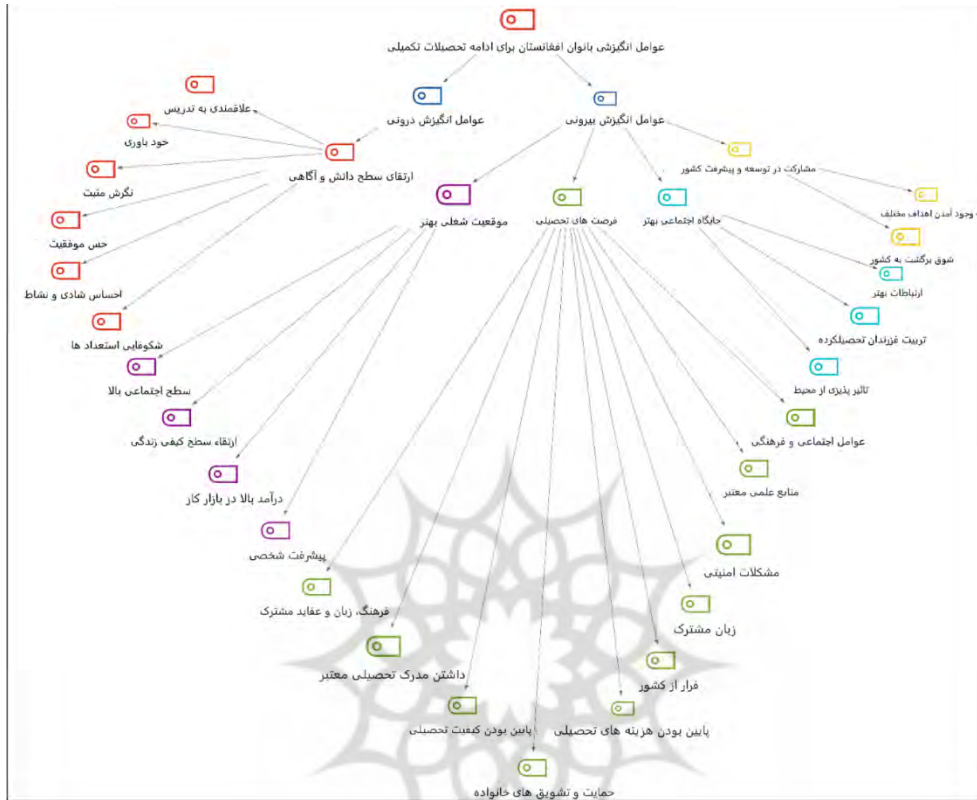 عوامل انگیزشی بانوان افغانستان برای ادامه تحصیلات تکمیلی
عوامل انگیزش بیرونی
عوامل انگیزش درونی
علاقمندی به تدریس
خود باوری
ارتقای سطح دانش و آگاهی
نگرش مثبت
حس موفقیت
احساس شادی و نشاط
شکوفایی استعداد ها
مشارکت در توسعه و پیشرفت کشور
جایگاه اجتماعی بهتر
فرصت های تحصیلی
موقعیت شغلی بهتر
وجود آمدن اهداف مختلف
شوق برگشت به کشور
ارتباطات بهتر
تربیت فرزندان تحصیلکرده
تاثیر پذیری از محیط
سطح اجتماعی بالا
عوامل اجتماعی و فرهنگی
ارتقاء سطح کیفی زندگی
منابع علمی معتبر
درآمد بالا در بازار کار
مشکلات امنیتی
پیشرفت شخصی
زبان مشترک
فرهنگ، زبان و عقاید مشترک
فرار از کشور
داشتن مدرک تحصیلی معتبر
پایین بودن هزینه های تحصیلی
پایین بودن کیفیت تحصیلی
حمایت و تشویق های خانواده